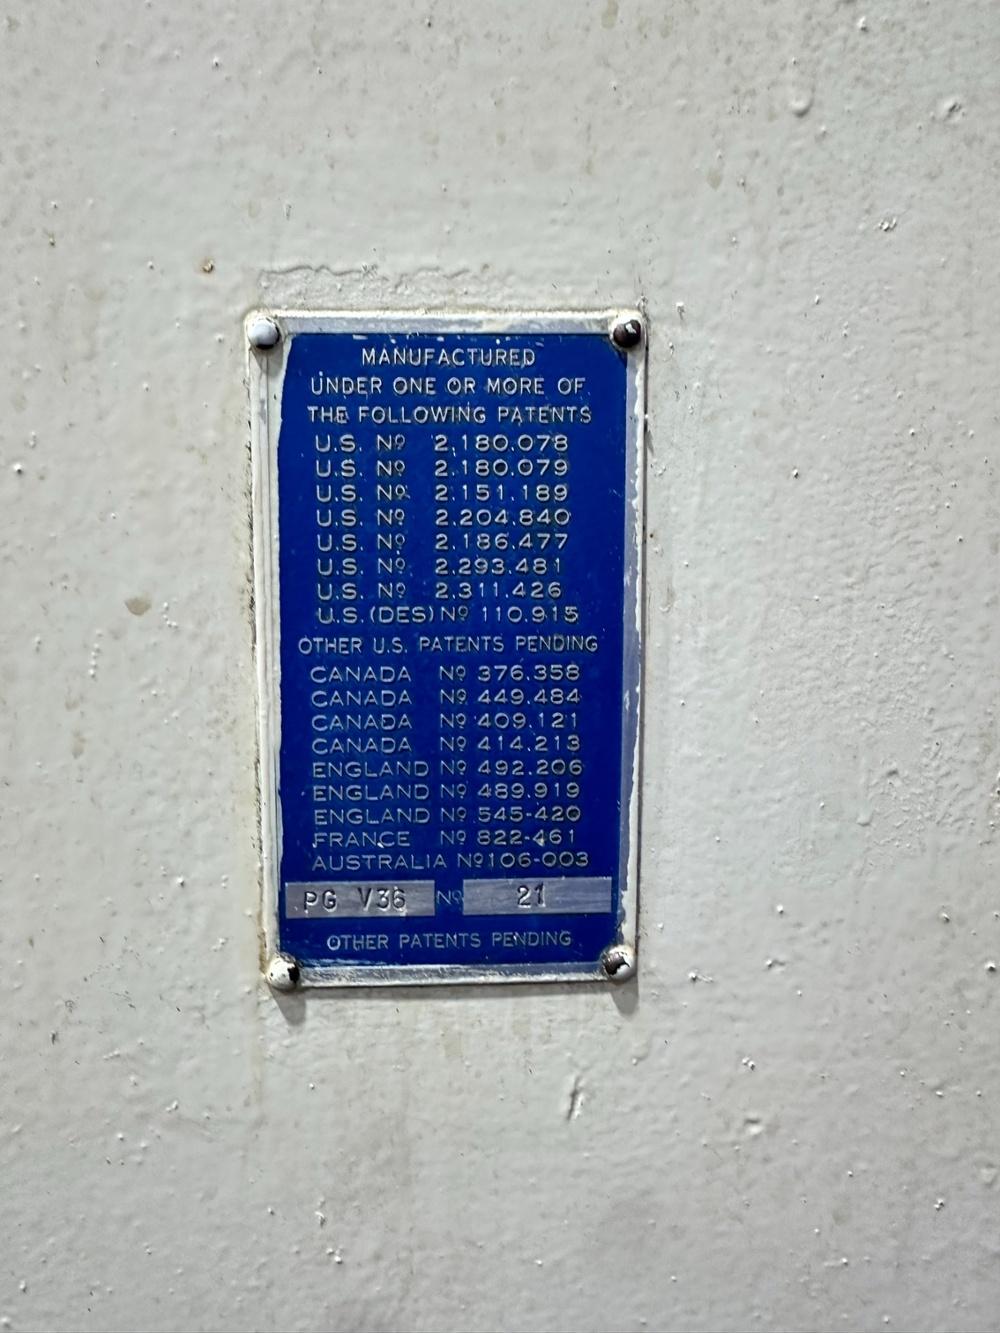 MANUFACTURED
UNDER ONE OR MORE OF
THE FOLLOWING PATENTS
U.S. Nº 2.180.078
U.S. Nº 2.180.079
U.S. Nº 2.151.189
U.S. Nº 2.204.840
U.S. Nº 2.186.477
U.S. Nº 2.293.481
U.S. Nº 2.311.426
U.S.(DES) Nº 110.915
OTHER U.S. PATENTS PENDING
CANADA Nº 376.358
CANADA Nº 449.484
CANADA Nº 409.121
CANADA Nº 414.213
ENGLAND Nº 492.206
ENGLAND Nº 489.919
ENGLAND Nº 545-420
FRANCE Nº 822-461
AUSTRALIA Nº 106-003
PG V36 Nº 21
OTHER PATENTS PENDING